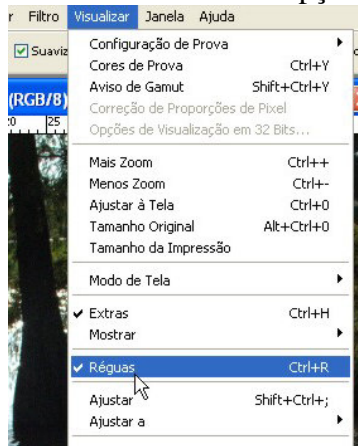 r Filtro Visualizar Janela Ajuda
Suaviz
(RGB/8)
20 25
Configuração de Prova
Cores de Prova Ctrl+Y
Aviso de Gamut Shift+Ctrl+Y
Correção de Proporções de Pixel
Opções de Visualização em 32 Bits...
Mais Zoom Ctrl++
Menos Zoom Ctrl+-
Ajustar à Tela Ctrl+0
Tamanho Original Alt+Ctrl+0
Tamanho da Impressão
Modo de Tela
Extras Ctrl+H
Mostrar
Réguas Ctrl+R
Ajustar Shift+Ctrl+;
Ajustar a